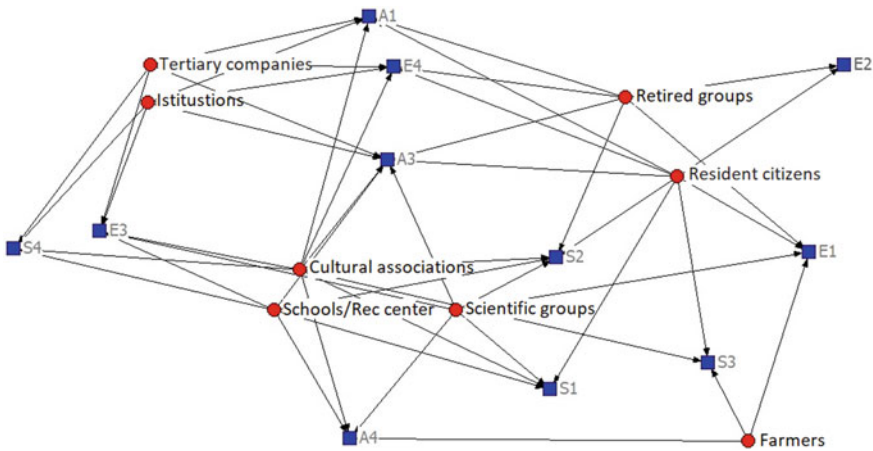 A1
Tertiary companies
E4
E2
Istitustions
Retired groups
A3
Resident citizens
E3
S4
S2
E1
Cultural associations
Schools/Rec center
Scientific groups
S3
S1
A4
Farmers